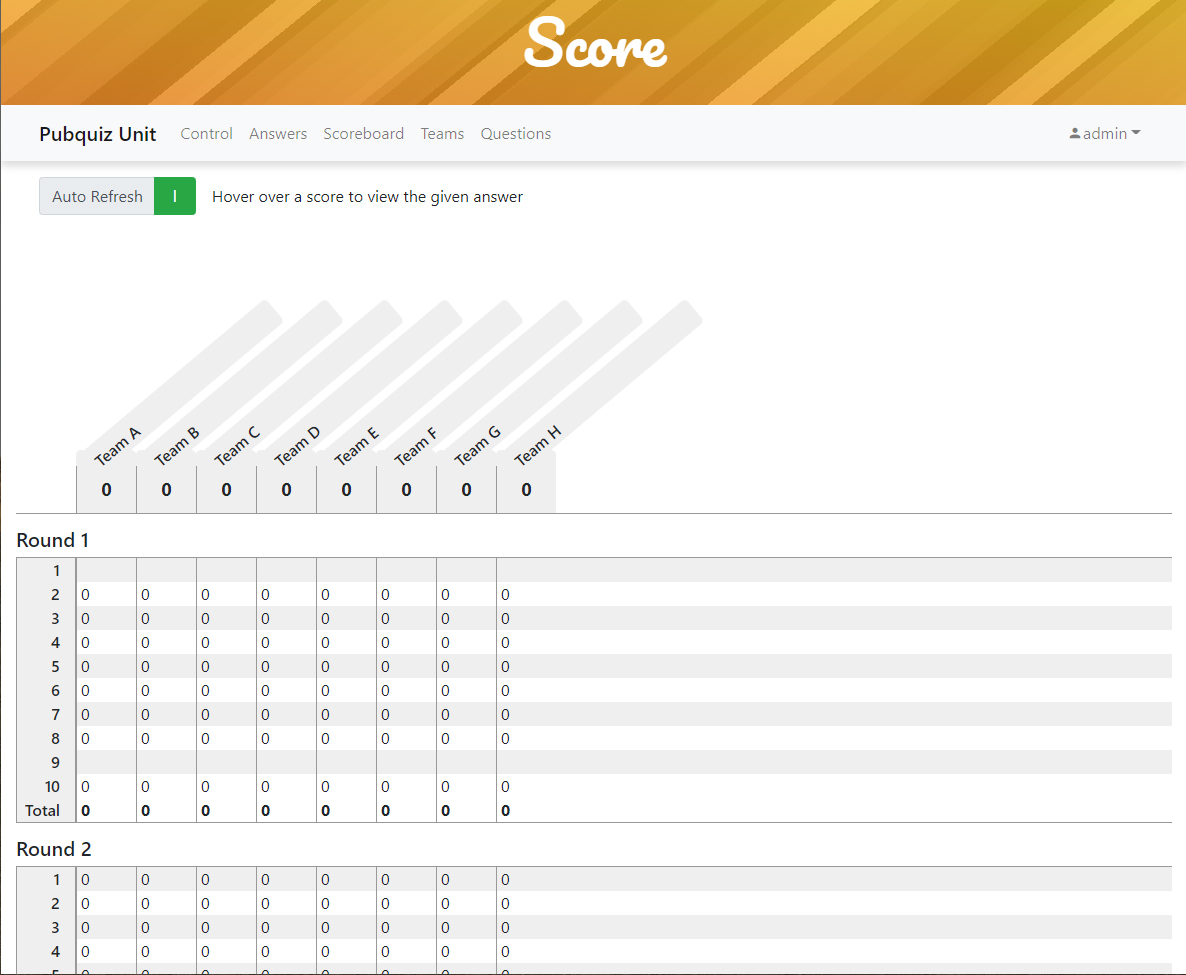 Score
Pubquiz Unit Control Answers Scoreboard Teams Questions admin
Auto Refresh I Hover over a score to view the given answer
Team A Team B Team C Team D Team E Team F Team G Team H
0 0 0 0 0 0 0 0
Round 1
1
2 0 0 0 0 0 0 0 0
3 0 0 0 0 0 0 0 0
4 0 0 0 0 0 0 0 0
5 0 0 0 0 0 0 0 0
6 0 0 0 0 0 0 0 0
7 0 0 0 0 0 0 0 0
8 0 0 0 0 0 0 0 0
9
10 0 0 0 0 0 0 0 0
Total 0 0 0 0 0 0 0 0
Round 2
1 0 0 0 0 0 0 0 0
2 0 0 0 0 0 0 0 0
3 0 0 0 0 0 0 0 0
4 0 0 0 0 0 0 0 0